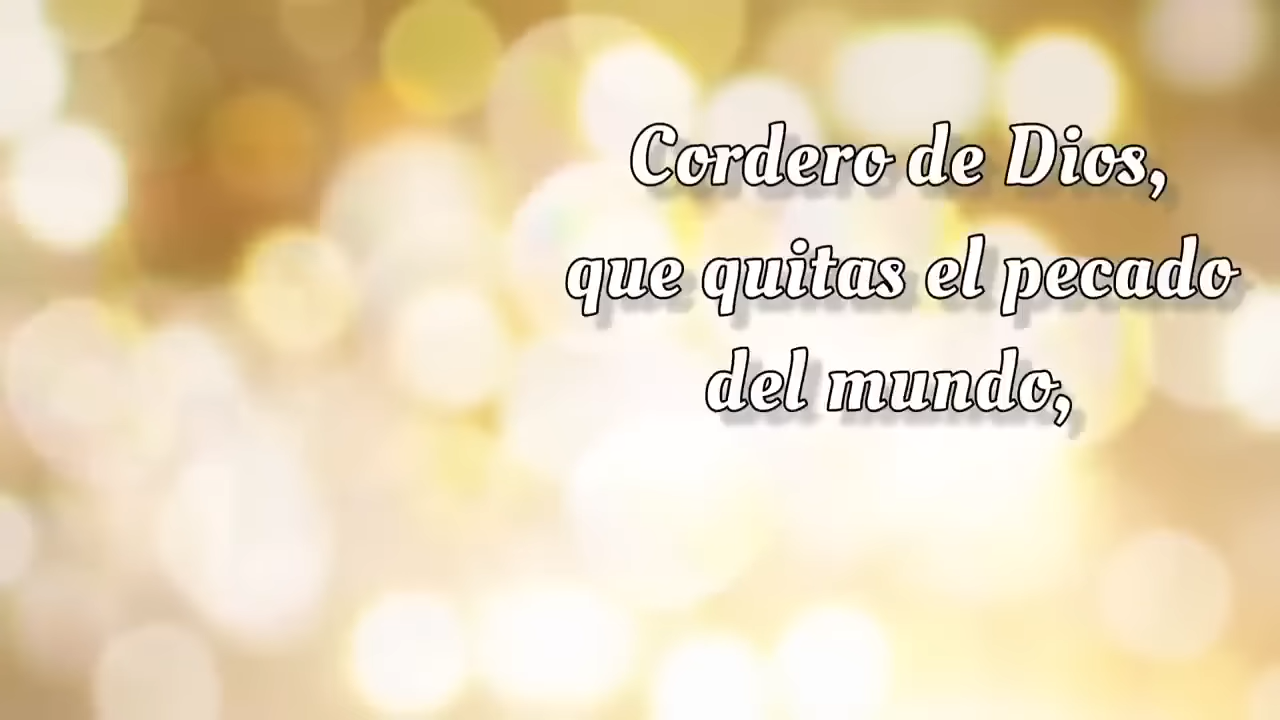 Cordero de Dios,
que quitas el pecado
del mundo,